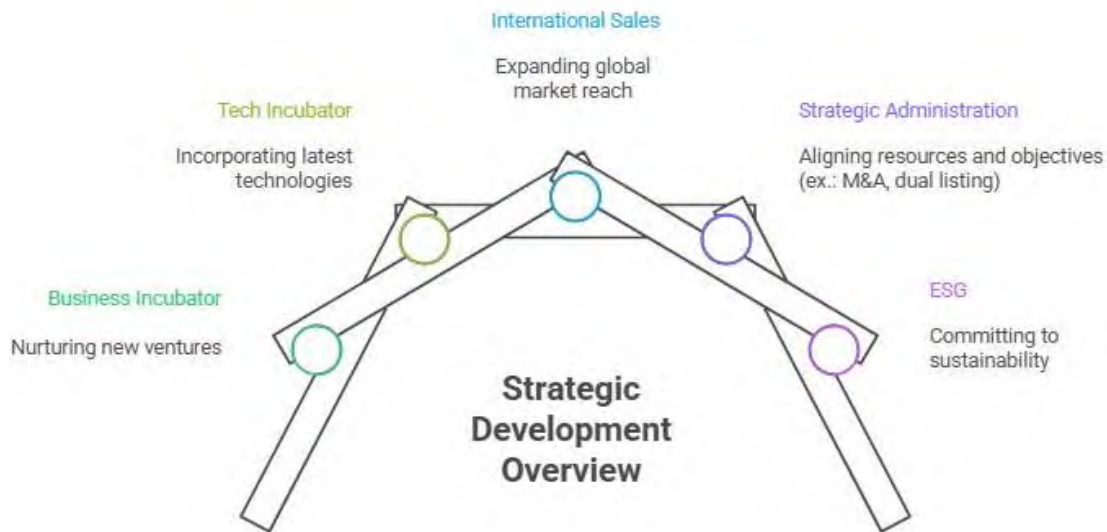 International Sales
Expanding global
market reach
Tech Incubator
Incorporating latest
technologies
Strategic Administration
Aligning resources and objectives
(ex.: M&A, dual listing)
Business Incubator
Nurturing new ventures
ESG
Committing to
sustainability
Strategic
Development
Overview